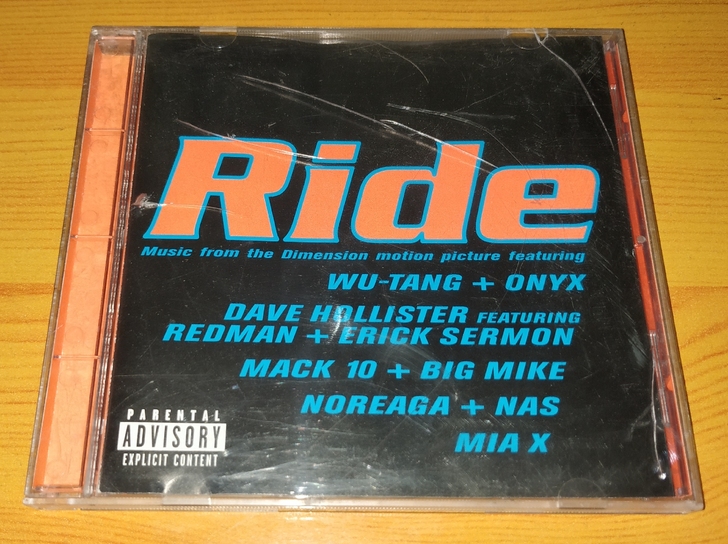 Ride
Music from the Dimension motion picture featuring
WU-TANG + ONYX
DAVE HOLLISTER FEATURING
REDMAN + ERICK SERMON
MACK 10 + BIG MIKE
NOREAGA + NAS
MIA X
PARENTAL
ADVISORY
EXPLICIT CONTENT